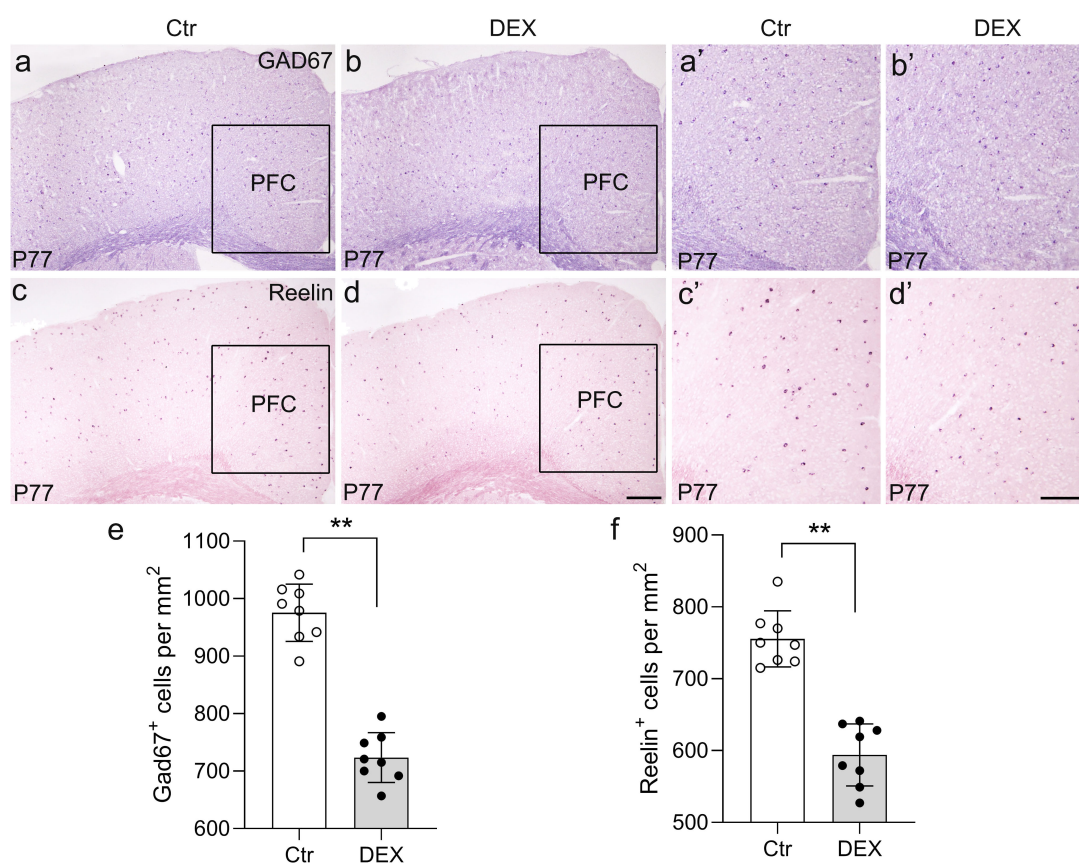 Ctr DEX Ctr DEX
a GAD67 b a' b'
PFC PFC
P77 P77 P77 P77
c Reelin d c' d'
PFC PFC
P77 P77 P77 P77
e f
**
1100
1000
900
800
700
600
Gad67+ cells per mm2
Ctr DEX
**
900
800
700
600
500
Reelin+ cells per mm2
Ctr DEX